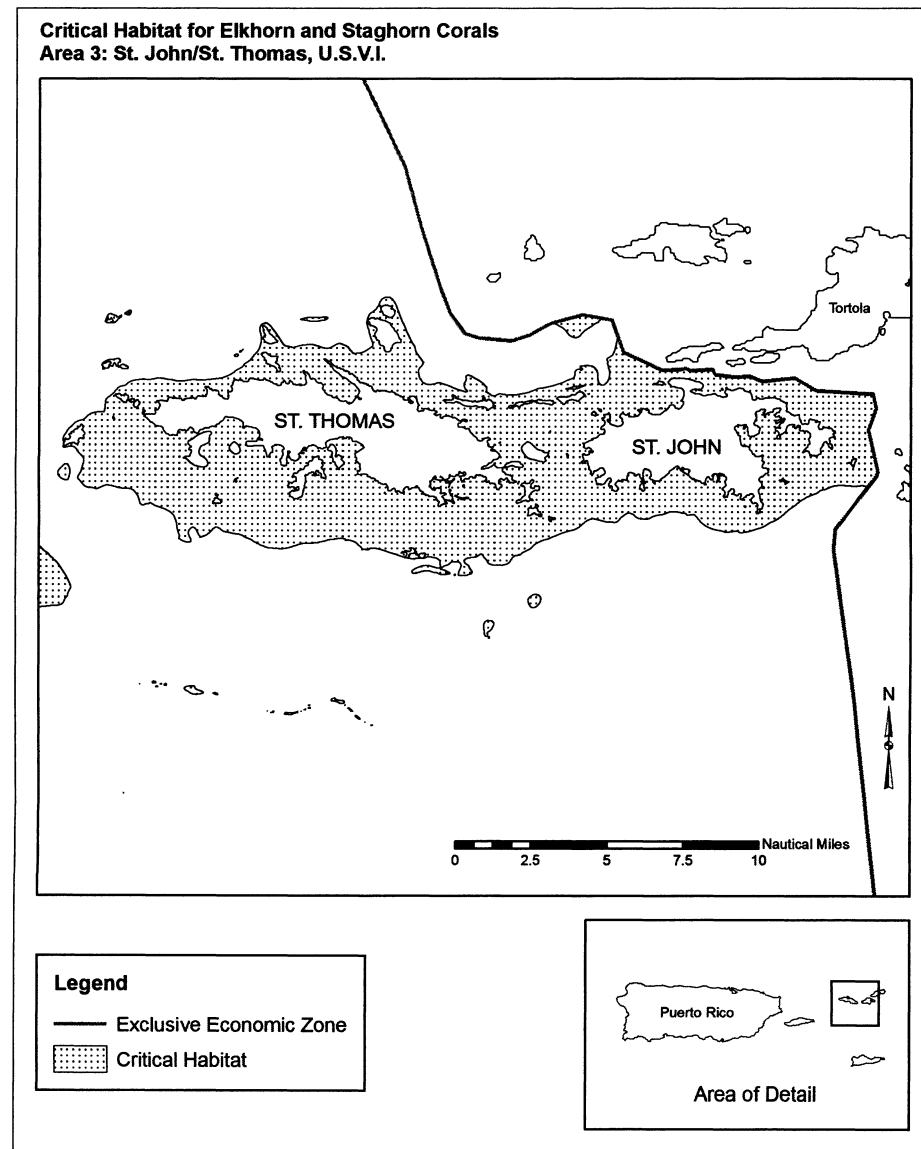 Critical Habitat for Elkhorn and Staghorn Corals
Area 3: St. John/St. Thomas, U.S.V.I.
Tortola
ST. THOMAS
ST. JOHN
N
Nautical Miles
0 2.5 5 7.5 10
Legend
Exclusive Economic Zone
Critical Habitat
Puerto Rico
Area of Detail